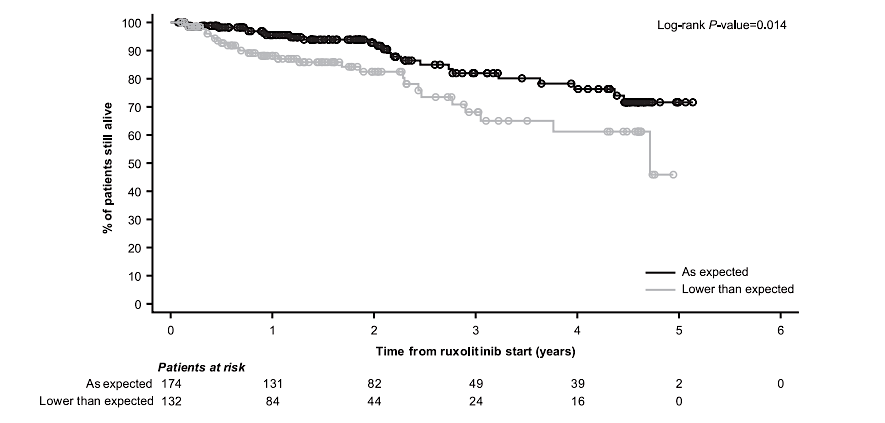 Log-rank P-value=0.014
% of patients still alive
100
90
80
70
60
50
40
30
20
10
0
As expected
Lower than expected
0 1 2 3 4 5 6
Time from ruxolitinib start (years)
Patients at risk
As expected 174 131 82 49 39 2 0
Lower than expected 132 84 44 24 16 0